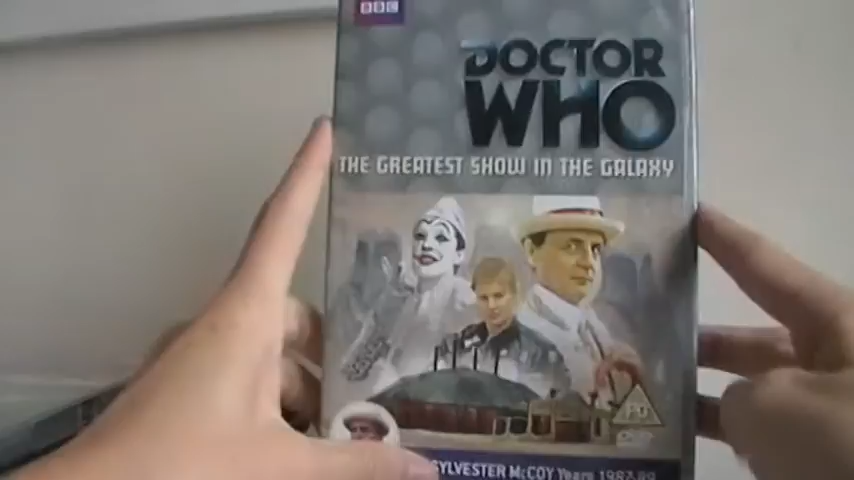 BBC
DOCTOR
WHO
THE GREATEST SHOW IN THE GALAXY
PG
SYLVESTER McCOY Years 1987-89